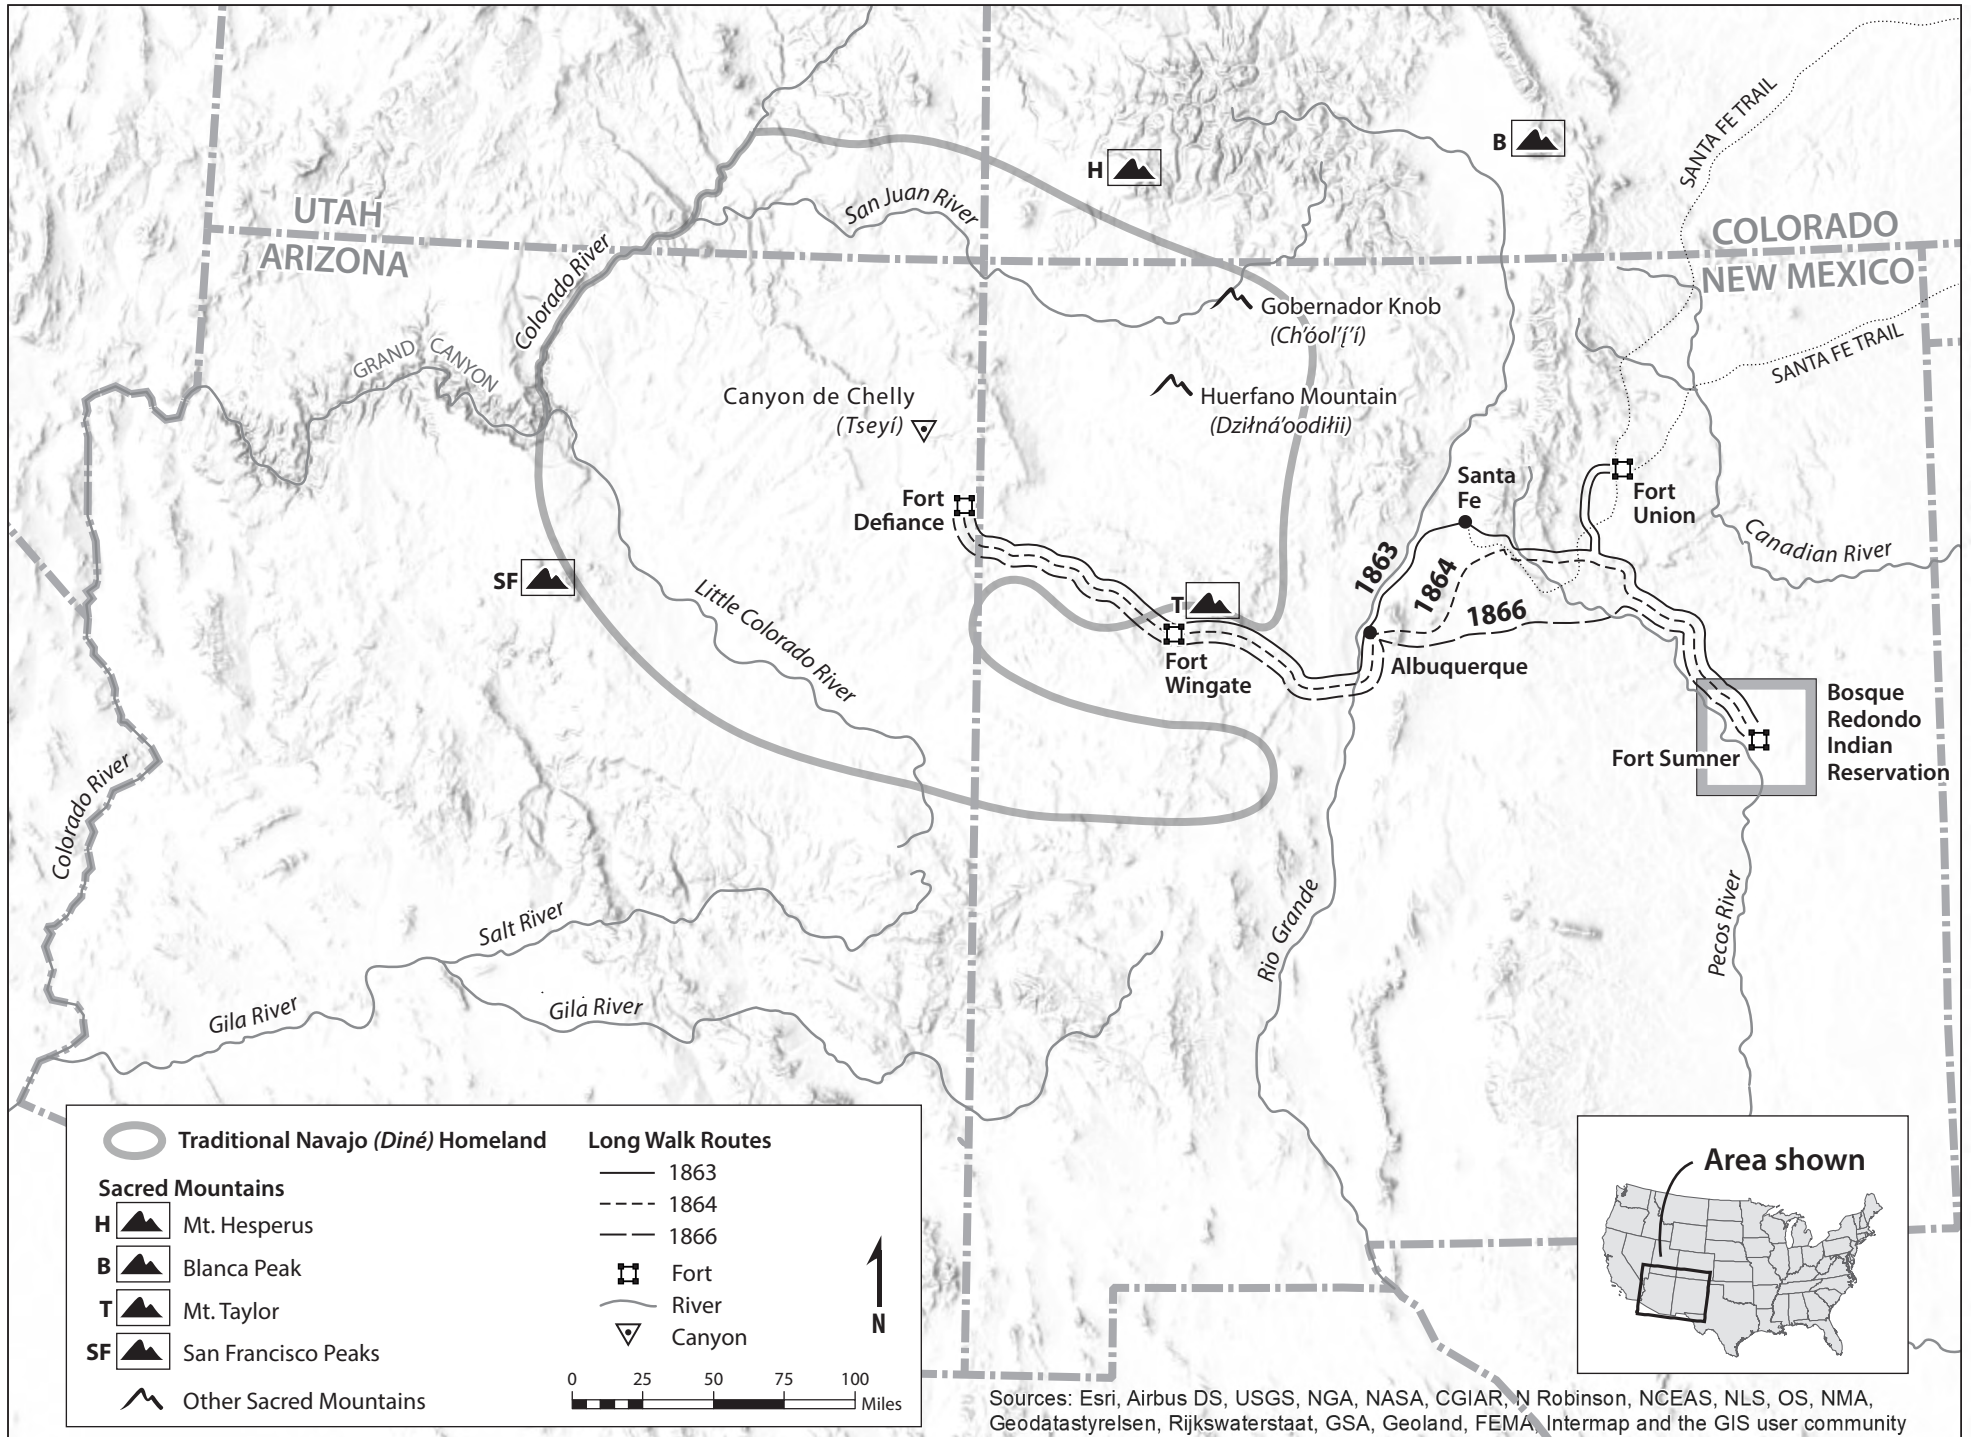 SANTA FE TRAIL
B
H
San Juan River
UTAH
ARIZONA
COLORADO
NEW MEXICO
Colorado River
Gobernador Knob
(Ch'óol'į́'í)
SANTA FE TRAIL
GRAND CANYON
Canyon de Chelly
(Tseyí)
Huerfano Mountain
(Dziłná'oodiłii)
Santa
Fe
Fort
Defiance
Fort
Union
Canadian River
1863
1864
1866
SF
T
Little Colorado River
Albuquerque
Fort
Wingate
Bosque
Redondo
Indian
Reservation
Fort Sumner
Colorado River
Rio Grande
Pecos River
Salt River
Gila River
Gila River
Traditional Navajo (Diné) Homeland
Sacred Mountains
H Mt. Hesperus
B Blanca Peak
T Mt. Taylor
SF San Francisco Peaks
Other Sacred Mountains
Long Walk Routes
1863
1864
1866
Fort
River
Canyon
N
0 25 50 75 100
Miles
Area shown
Sources: Esri, Airbus DS, USGS, NGA, NASA, CGIAR, N Robinson, NCEAS, NLS, OS, NMA,
Geodatastyrelsen, Rijkswaterstaat, GSA, Geoland, FEMA, Intermap and the GIS user community